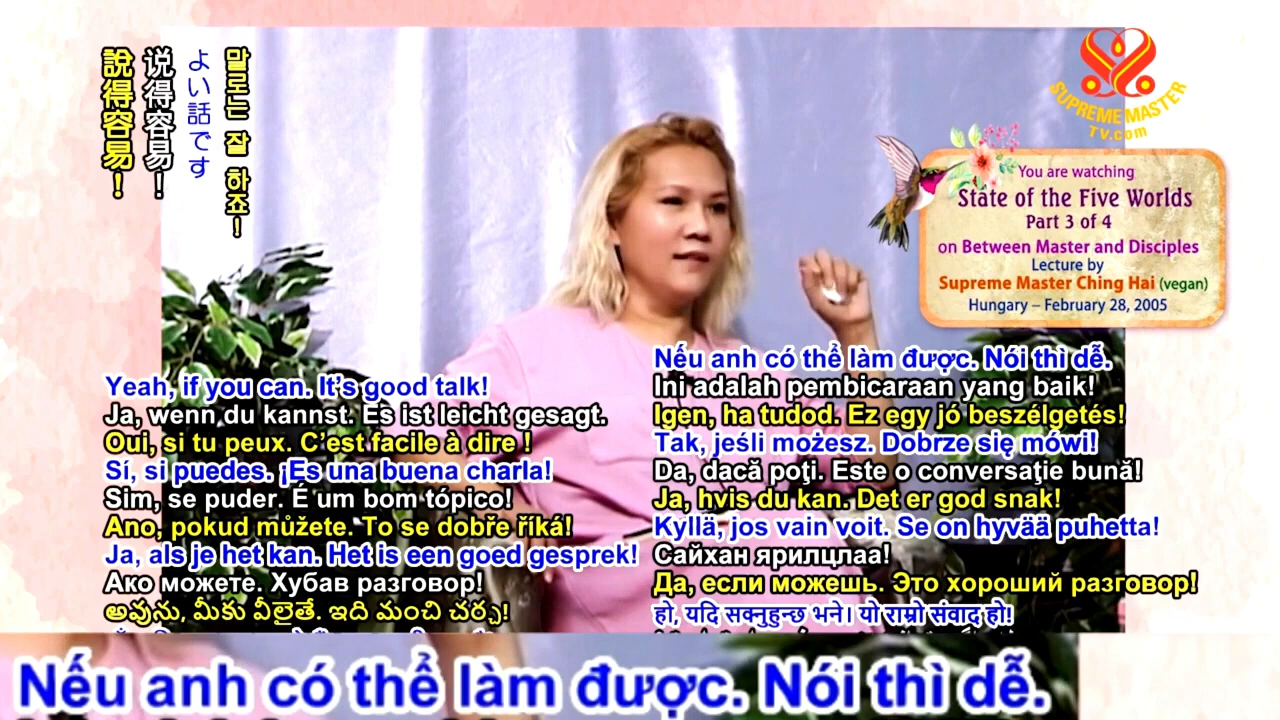 說得容易！
说得容易！
よい話です
말로는 잘 하죠!
SUPREME MASTER
TV.com
You are watching
State of the Five Worlds
Part 3 of 4
on Between Master and Disciples
Lecture by
Supreme Master Ching Hai (vegan)
Hungary – February 28, 2005
Yeah, if you can. It's good talk!
Ja, wenn du kannst. Es ist leicht gesagt.
Oui, si tu peux. C'est facile à dire !
Sí, si puedes. ¡Es una buena charla!
Sim, se puder. É um bom tópico!
Ano, pokud můžete. To se dobře říká!
Ja, als je het kan. Het is een goed gesprek!
Ако можете. Хубав разговор!
అవును, మీకు వీలైతే. ఇది మంచి చర్చ!
Nếu anh có thể làm được. Nói thì dễ.
Ini adalah pembicaraan yang baik!
Igen, ha tudod. Ez egy jó beszélgetés!
Tak, jeśli możesz. Dobrze się mówi!
Da, dacă poţi. Este o conversaţie bună!
Ja, hvis du kan. Det er god snak!
Kyllä, jos vain voit. Se on hyvää puhetta!
Сайхан ярилцлаа!
Да, если можешь. Это хороший разговор!
हो, यदि सक्नुहुन्छ भने। यो राम्रो संवाद हो!
Nếu anh có thể làm được. Nói thì dễ.